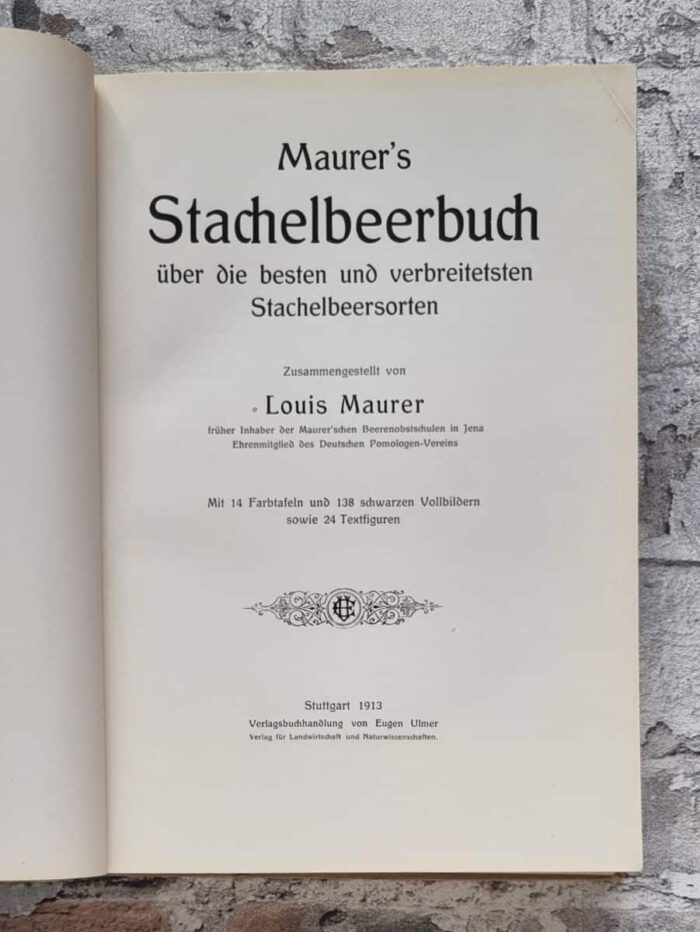 Maurer's
Stachelbeerbuch
über die besten und verbreitetsten
Stachelbeersorten
Zusammengestellt von
Louis Maurer
früher Inhaber der Maurer'schen Beerenobstschulen in Jena
Ehrenmitglied des Deutschen Pomologen-Vereins
Mit 14 Farbtafeln und 138 schwarzen Vollbildern
sowie 24 Textfiguren
Stuttgart 1913
Verlagsbuchhandlung von Eugen Ulmer
Verlag für Landwirtschaft und Naturwissenschaften.